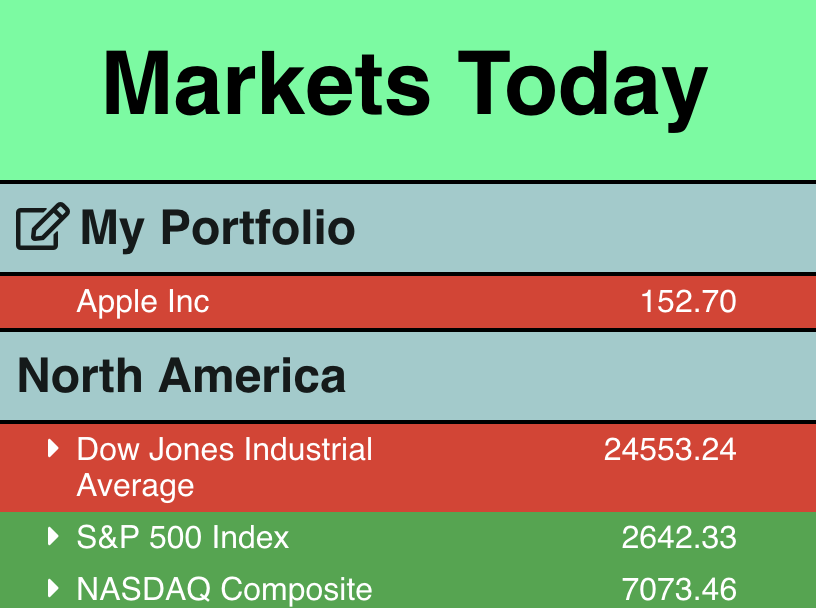 Markets Today
My Portfolio
Apple Inc 152.70
North America
Dow Jones Industrial 24553.24
Average
S&P 500 Index 2642.33
NASDAQ Composite 7073.46